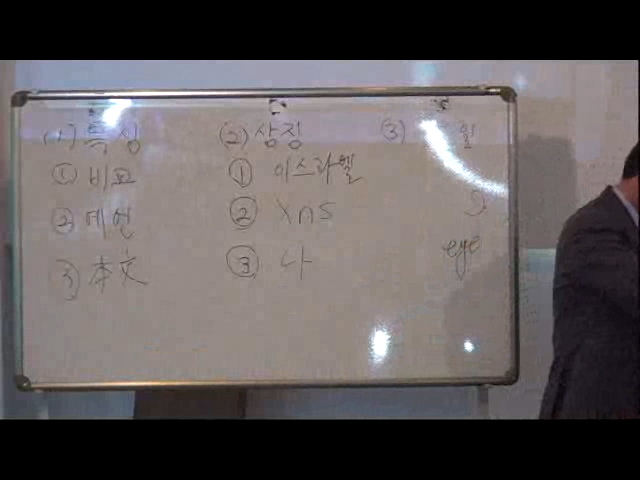 (1) 특성
① 비교
② 예언
③ 本文
(2) 상징
① 이스라엘
② xns
③ 나
(3)
eye